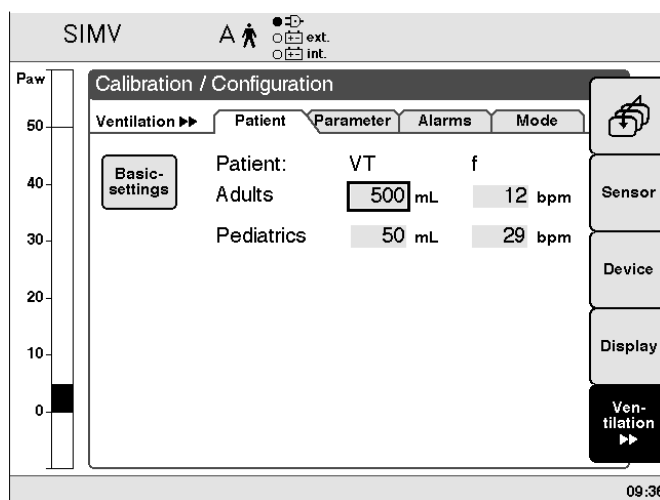 SIMV A ext.
int.
Paw
Calibration / Configuration
Ventilation ▶▶ Patient Parameter Alarms Mode
50
Basic-
settings
Patient: VT f
Adults 500 mL 12 bpm
Pediatrics 50 mL 29 bpm
40
30
20
10
0
Sensor
Device
Display
Ven-
tilation
▶▶